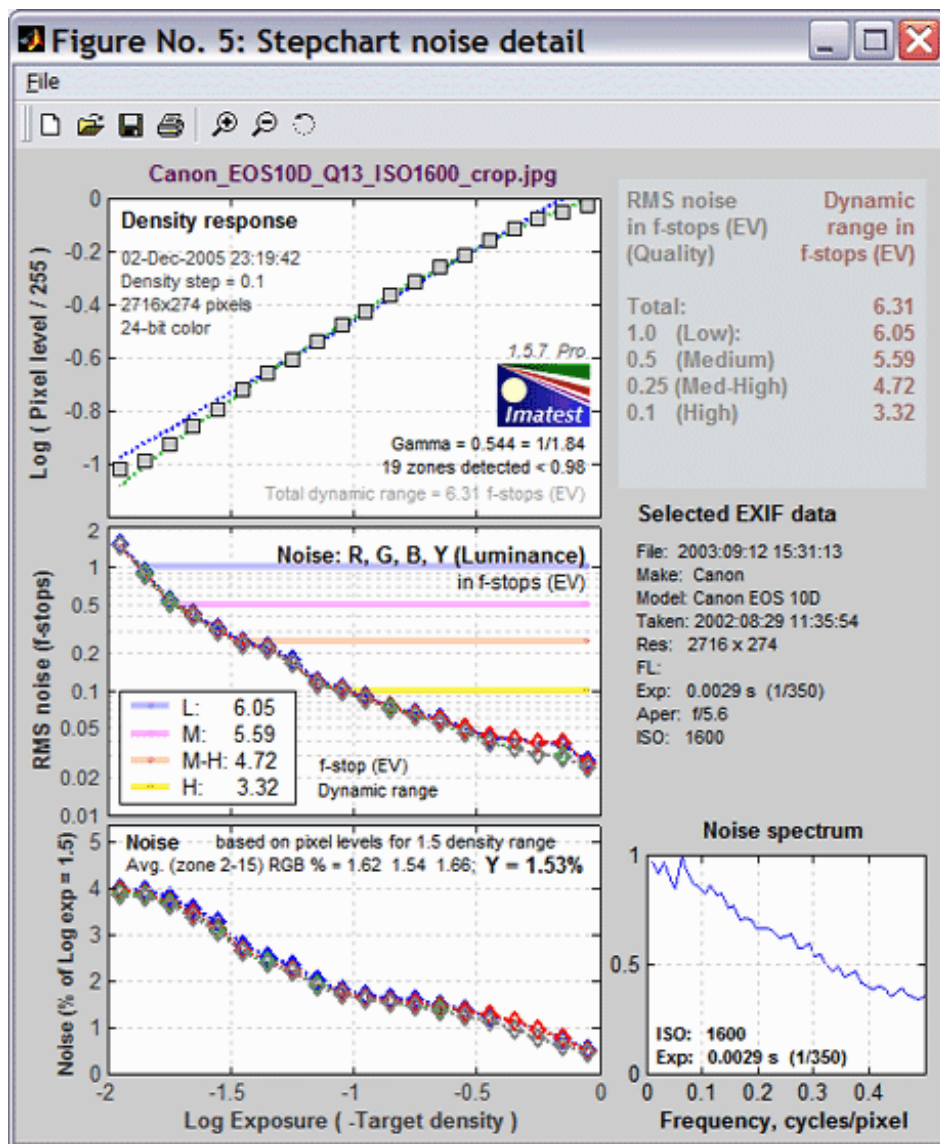 Figure No. 5: Stepchart noise detail
File
Canon_EOS10D_Q13_ISO1600_crop.jpg
0
-0.2
-0.4
-0.6
-0.8
-1
Log ( Pixel level / 255 )
Density response
02-Dec-2005 23:19:42
Density step = 0.1
2716x274 pixels
24-bit color
1.5.7 Pro
Imatest
Gamma = 0.544 = 1/1.84
19 zones detected < 0.98
Total dynamic range = 6.31 f-stops (EV)
RMS noise in f-stops (EV) (Quality)
Dynamic range in f-stops (EV)
Total: 6.31
1.0 (Low): 6.05
0.5 (Medium) 5.59
0.25 (Med-High) 4.72
0.1 (High) 3.32
2
1
0.5
0.2
0.1
0.05
0.02
0.01
RMS noise (f-stops)
Noise: R, G, B, Y (Luminance)
in f-stops (EV)
L: 6.05
M: 5.59
M-H: 4.72
H: 3.32
f-stop (EV)
Dynamic range
Selected EXIF data
File: 2003:09:12 15:31:13
Make: Canon
Model: Canon EOS 10D
Taken: 2002:08:29 11:35:54
Res: 2716 x 274
FL:
Exp: 0.0029 s (1/350)
Aper: f/5.6
ISO: 1600
5
4
3
2
1
0
Noise (% of Log exp = 1.5)
Noise based on pixel levels for 1.5 density range
Avg. (zone 2-15) RGB % = 1.62 1.54 1.66; Y = 1.53%
-2 -1.5 -1 -0.5 0
Log Exposure ( -Target density )
Noise spectrum
1
0.5
0
ISO: 1600
Exp: 0.0029 s (1/350)
0 0.1 0.2 0.3 0.4
Frequency, cycles/pixel